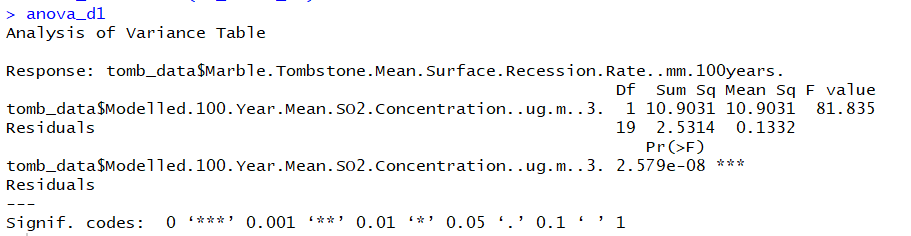 > anova_d1
Analysis of Variance Table
Response: tomb_data$Marble.Tombstone.Mean.Surface.Recession.Rate..mm.100years.
Df Sum Sq Mean Sq F value
tomb_data$Modelled.100.Year.Mean.SO2.Concentration..ug.m..3. 1 10.9031 10.9031 81.835
Residuals 19 2.5314 0.1332
Pr(>F)
tomb_data$Modelled.100.Year.Mean.SO2.Concentration..ug.m..3. 2.579e-08 ***
Residuals
---
Signif. codes: 0 ‘***’ 0.001 ‘**’ 0.01 ‘*’ 0.05 ‘.’ 0.1 ‘ ’ 1